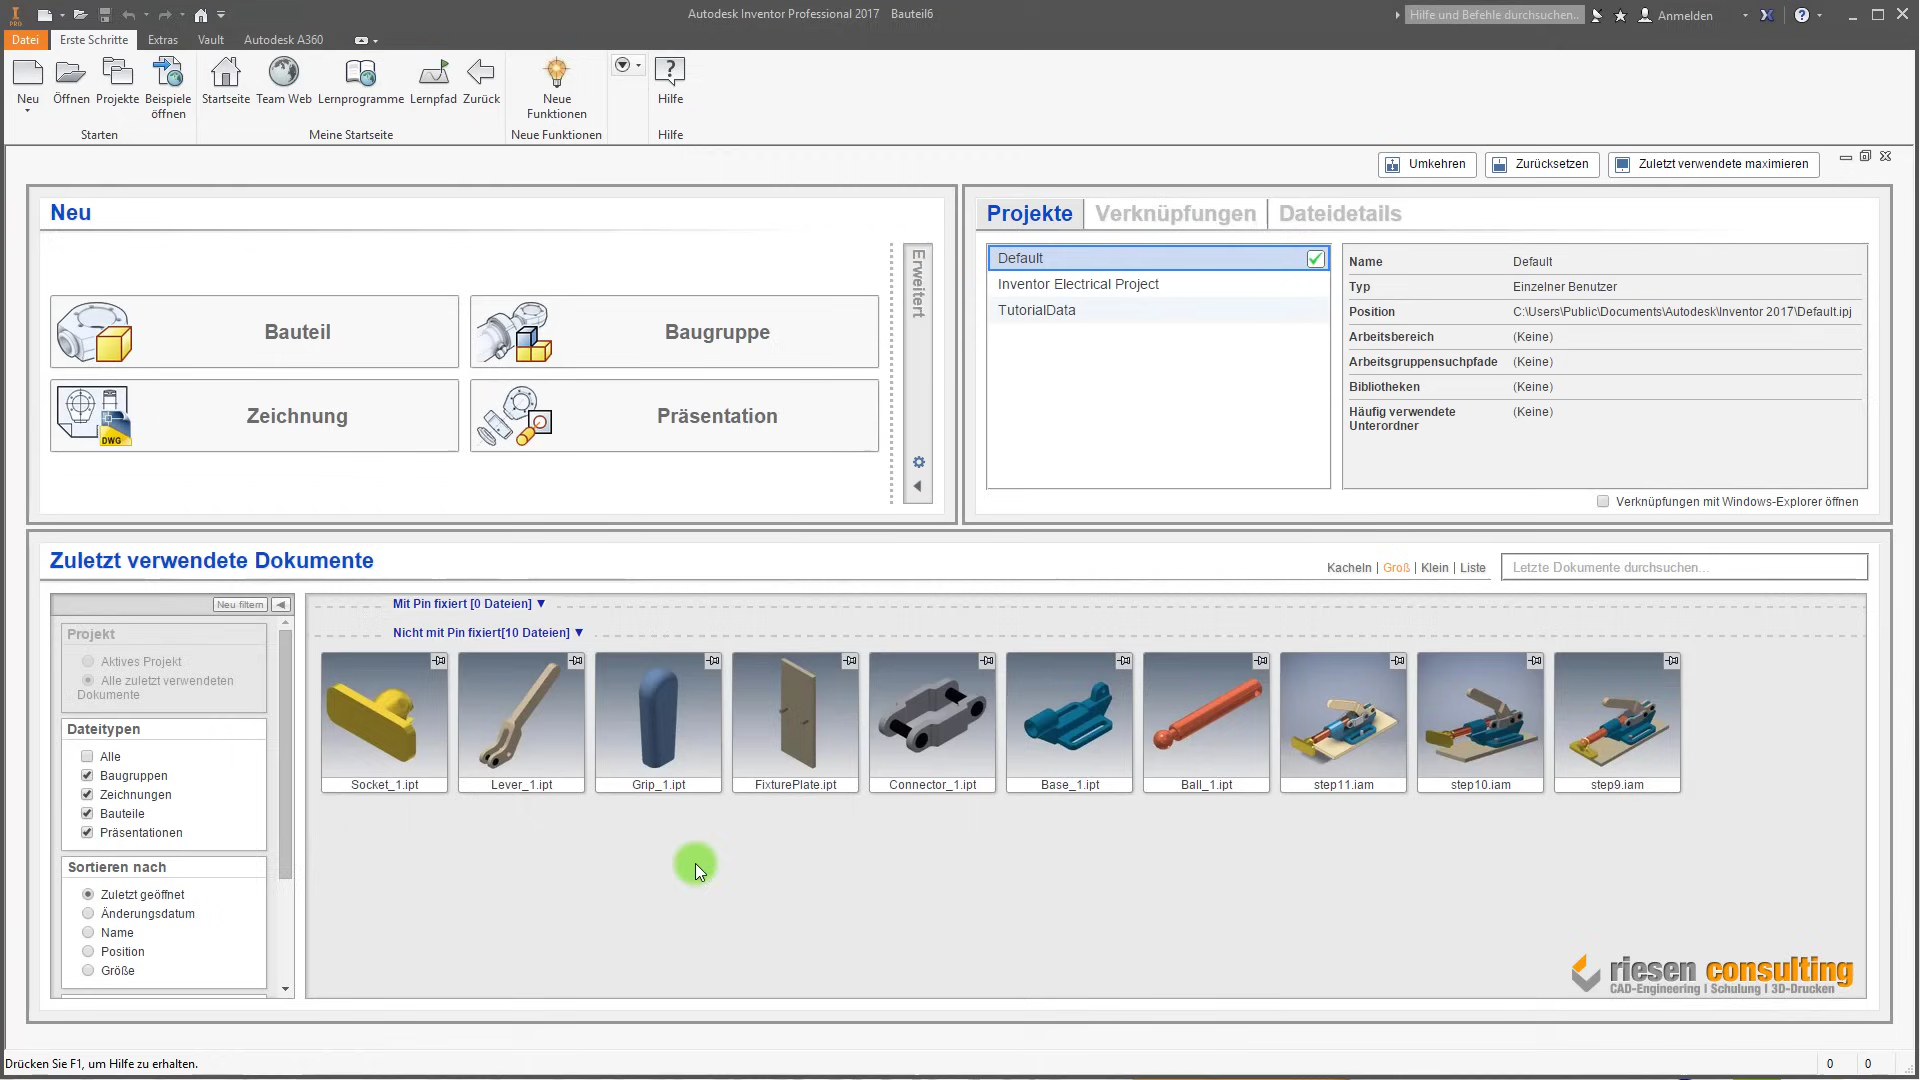 PRO
Autodesk Inventor Professional 2017 Bauteil6
Hilfe und Befehle durchsuchen...
Anmelden
Datei Erste Schritte Extras Vault Autodesk A360
Neu Öffnen Projekte Beispiele öffnen
Startseite Team Web Lernprogramme Lernpfad Zurück
Neue Funktionen
Hilfe
Starten Meine Startseite Neue Funktionen Hilfe
Umkehren Zurücksetzen Zuletzt verwendete maximieren
Neu
Bauteil Baugruppe
Zeichnung Präsentation
DWG
Erweitert
Projekte Verknüpfungen Dateidetails
Default
Inventor Electrical Project
TutorialData
Name Default
Typ Einzelner Benutzer
Position C:\Users\Public\Documents\Autodesk\Inventor 2017\Default.ipj
Arbeitsbereich (Keine)
Arbeitsgruppensuchpfade (Keine)
Bibliotheken (Keine)
Häufig verwendete (Keine)
Unterordner
Verknüpfungen mit Windows-Explorer öffnen
Zuletzt verwendete Dokumente
Kacheln | Groß | Klein | Liste
Letzte Dokumente durchsuchen...
Neu filtern
Projekt
Aktives Projekt
Alle zuletzt verwendeten
Dokumente
Dateitypen
Alle
Baugruppen
Zeichnungen
Bauteile
Präsentationen
Sortieren nach
Zuletzt geöffnet
Änderungsdatum
Name
Position
Größe
Mit Pin fixiert [0 Dateien]
Nicht mit Pin fixiert[10 Dateien]
Socket_1.ipt Lever_1.ipt Grip_1.ipt FixturePlate.ipt Connector_1.ipt Base_1.ipt Ball_1.ipt step11.iam step10.iam step9.iam
riesen consulting
CAD-Engineering I Schulung I 3D-Drucken
Drücken Sie F1, um Hilfe zu erhalten.
0 0